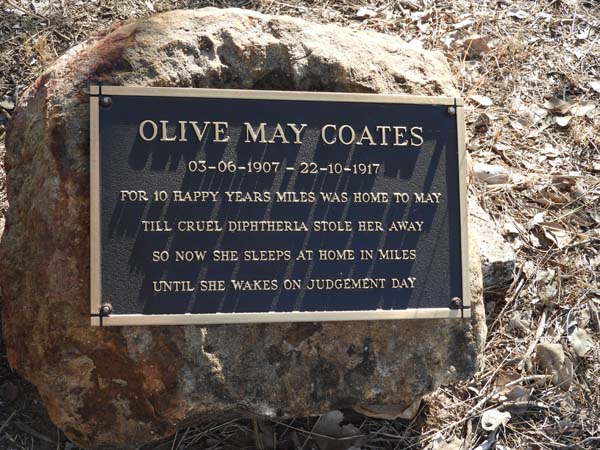 OLIVE MAY COATES
03-06-1907 - 22-10-1917
FOR 10 HAPPY YEARS MILES WAS HOME TO MAY
TILL CRUEL DIPHTHERIA STOLE HER AWAY
SO NOW SHE SLEEPS AT HOME IN MILES
UNTIL SHE WAKES ON JUDGEMENT DAY